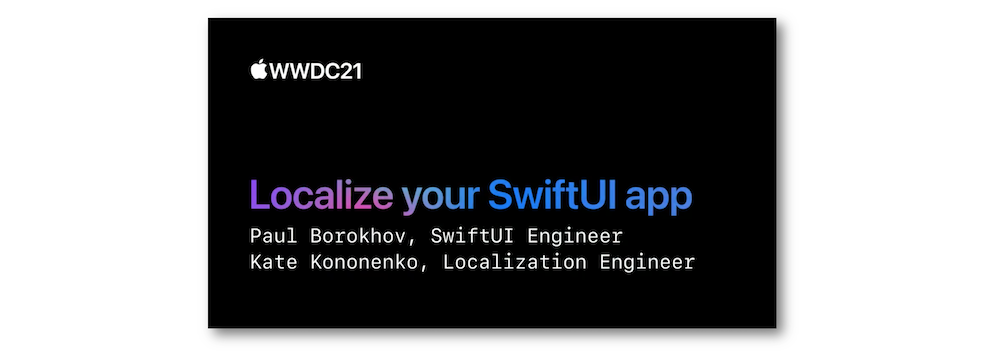 WWDC21
Localize your SwiftUI app
Paul Borokhov, SwiftUI Engineer
Kate Kononenko, Localization Engineer